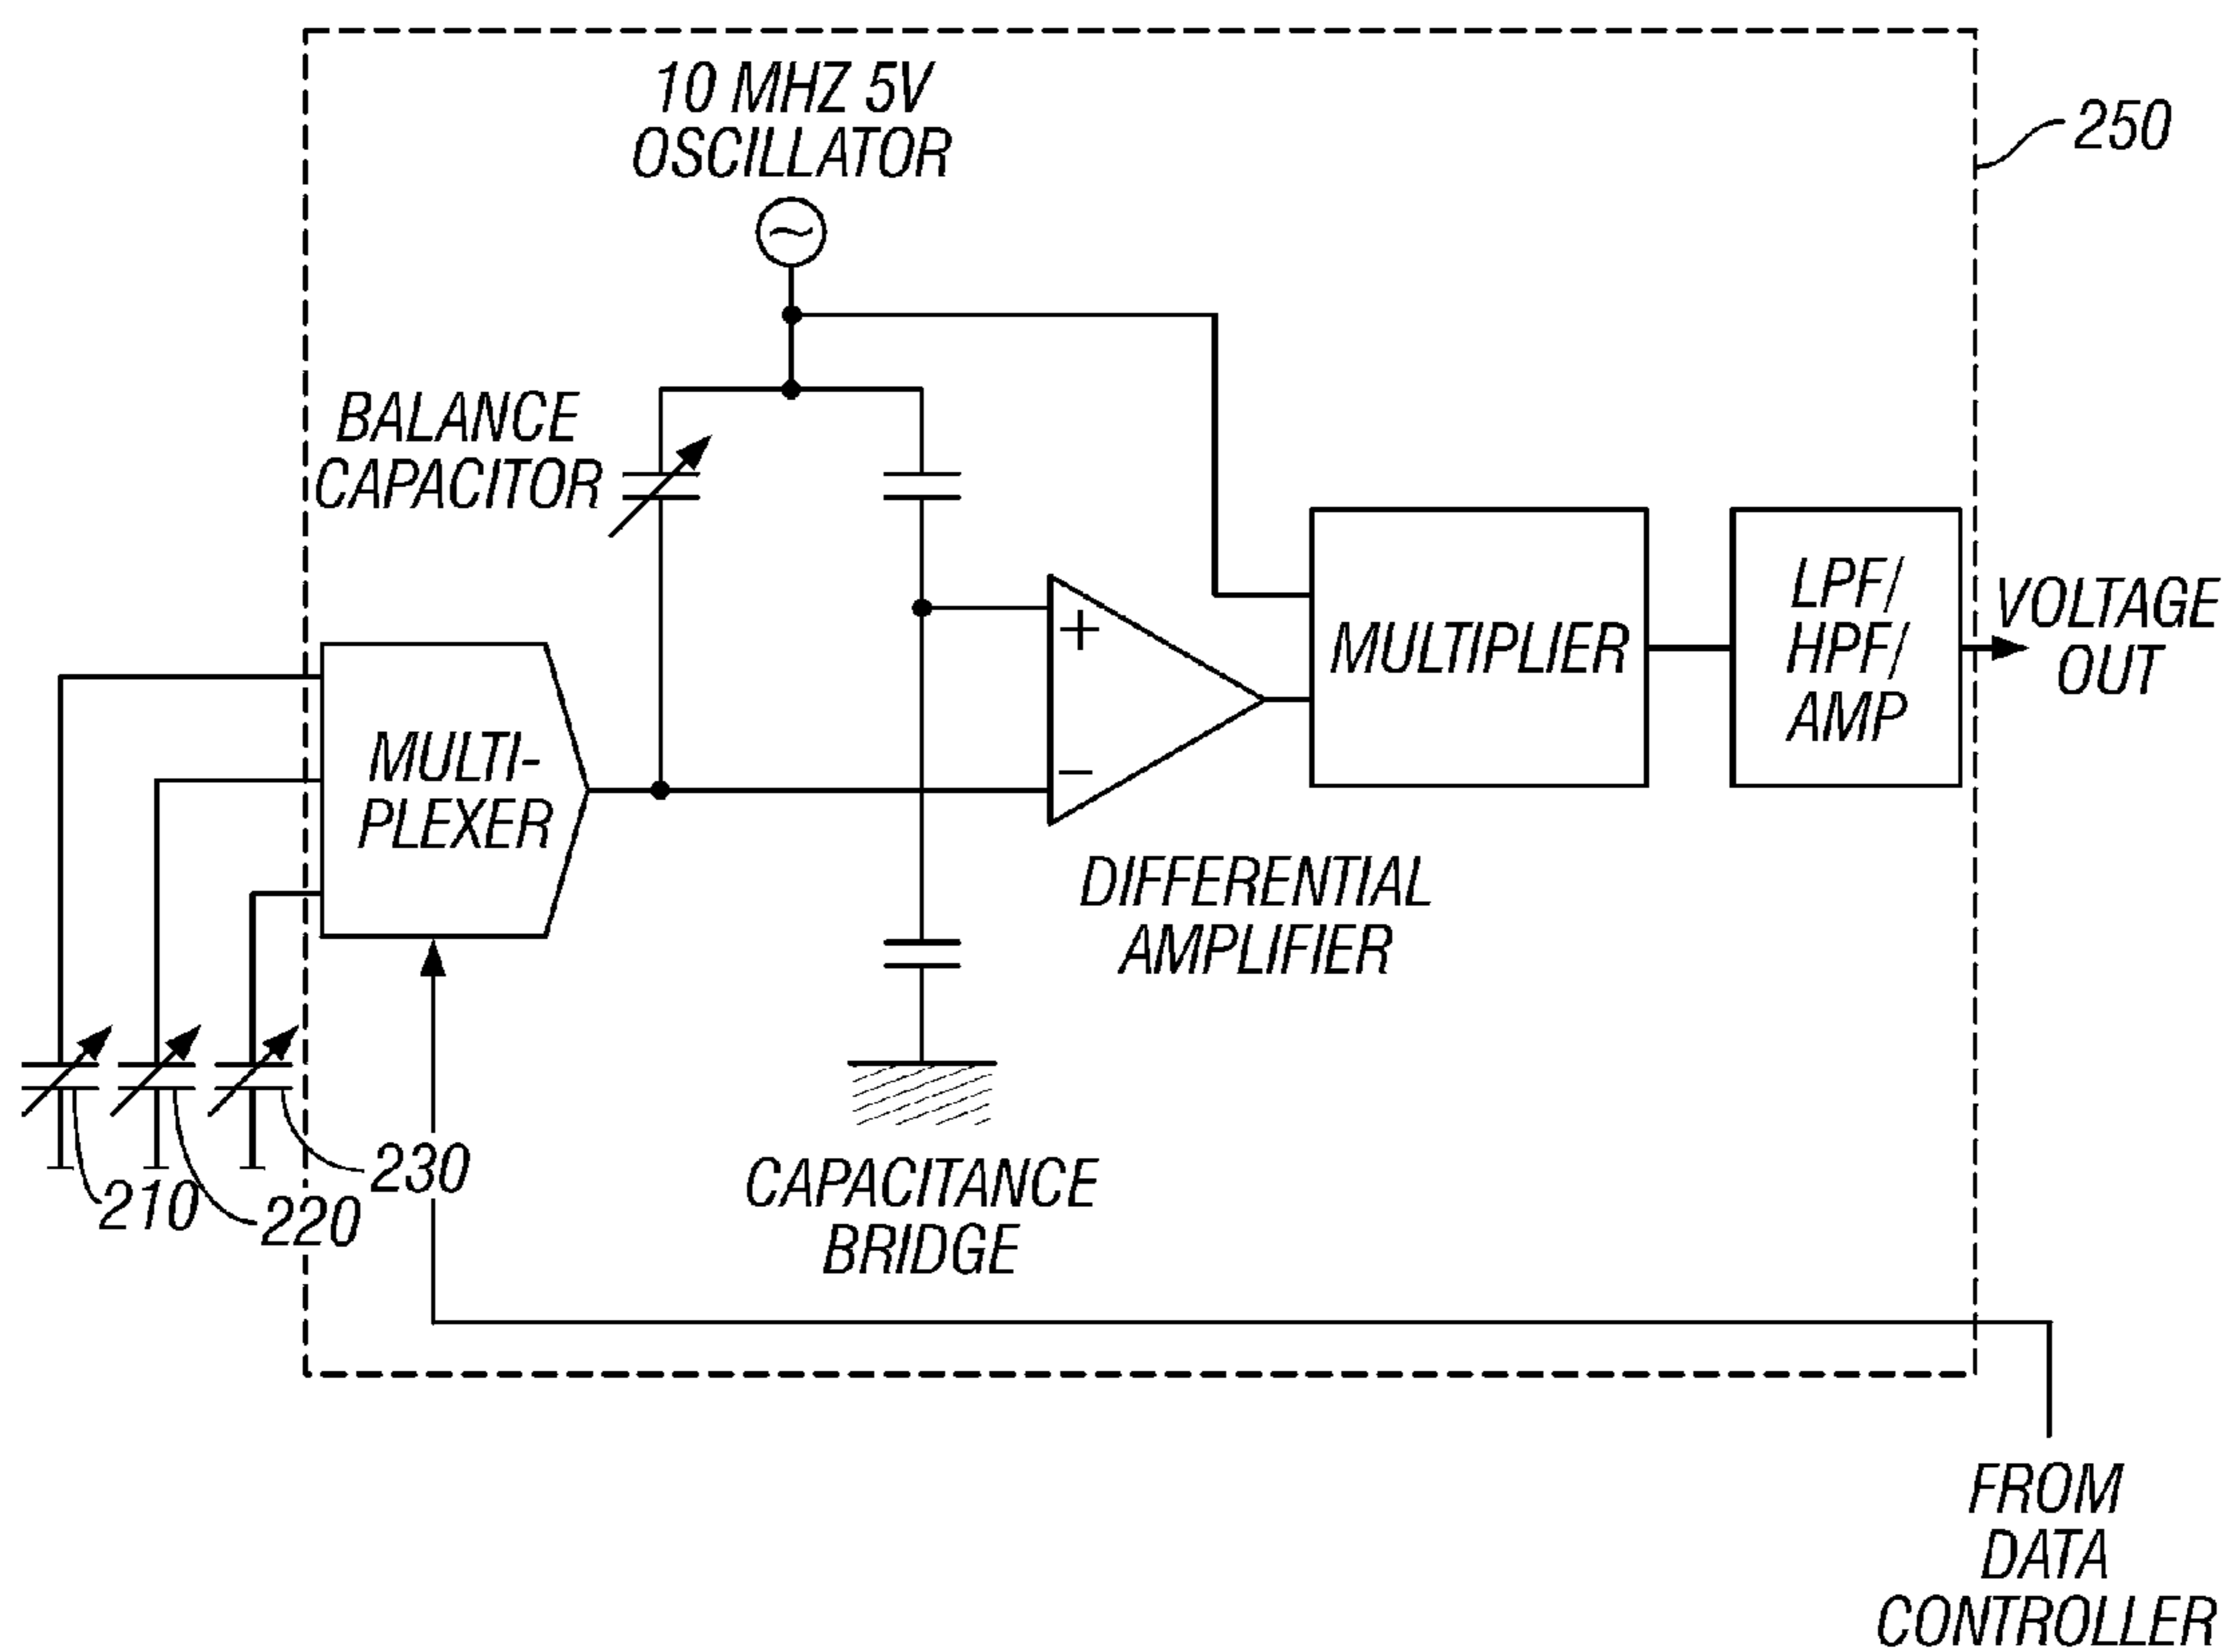 10 MHZ 5V
OSCILLATOR
250
BALANCE
CAPACITOR
MULTI-
PLEXER
+
−
MULTIPLIER
LPF/
HPF/
AMP
VOLTAGE
OUT
DIFFERENTIAL
AMPLIFIER
210
220
230
CAPACITANCE
BRIDGE
FROM
DATA
CONTROLLER